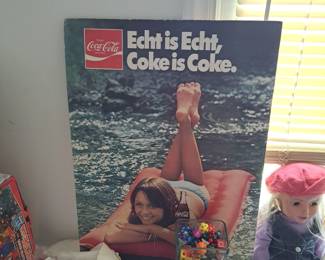 Coca-Cola
Echt is Echt,
Coke is Coke.